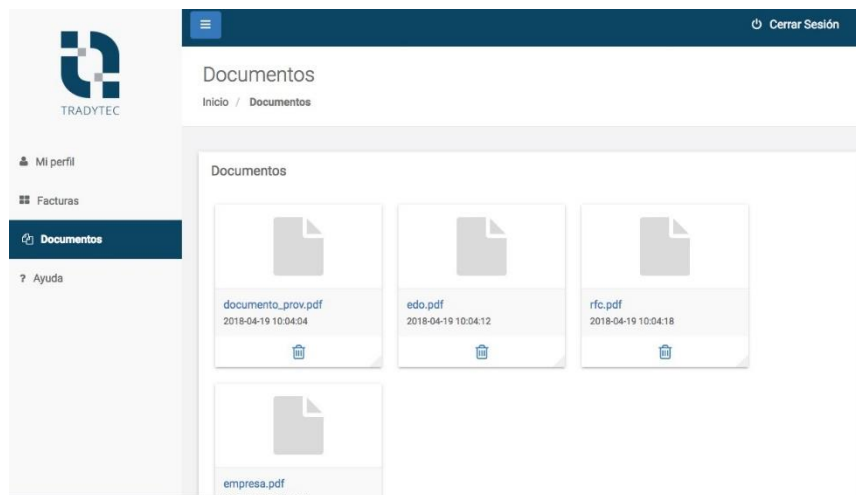 Cerrar Sesión
TRADYTEC
Documentos
Inicio / Documentos
Mi perfil
Facturas
Documentos
? Ayuda
Documentos
documento_prov.pdf
2018-04-19 10:04:04
edo.pdf
2018-04-19 10:04:12
rfc.pdf
2018-04-19 10:04:18
empresa.pdf